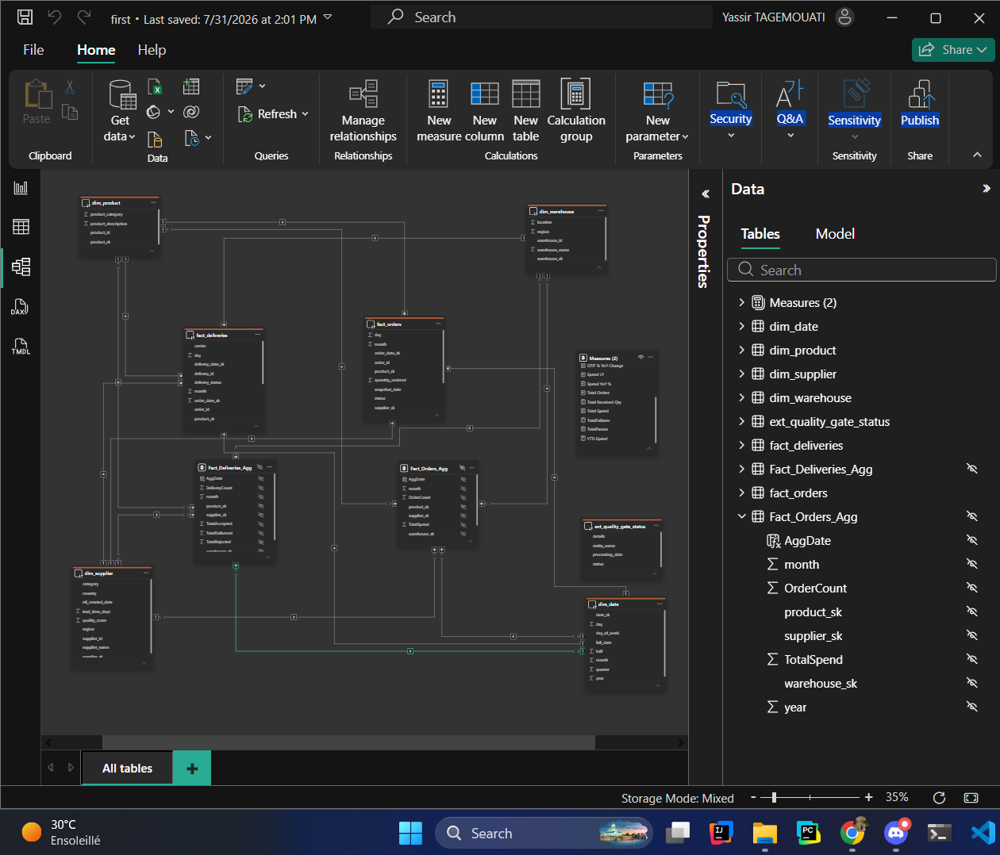 first • Last saved: 7/31/2026 at 2:01 PM
Search
Yassir TAGEMOUATI
File
Home
Help
Share
Paste
Clipboard
Get data
Data
Refresh
Queries
Manage relationships
Relationships
New measure
New column
New table
Calculation group
Calculations
New parameter
Parameters
Security
Q&A
Sensitivity
Sensitivity
Publish
Share
DAX
TMDL
dim_product
product_category
product_description
product_id
product_sk
dim_warehouse
location
region
warehouse_id
warehouse_name
warehouse_sk
fact_deliveries
carrier
day
delivery_date_sk
delivery_id
delivery_status
month
order_date_sk
order_id
product_sk
fact_orders
day
month
order_date_sk
order_id
product_sk
quantity_ordered
snapshot_date
status
supplier_sk
Measures (2)
OTIF % YoY Change
Spend LY
Spend YoY %
Total Orders
Total Received Qty
Total Spend
TotalFailures
TotalPasses
YTD Spend
Fact_Deliveries_Agg
AggDate
DeliveryCount
month
product_sk
supplier_sk
TotalAccepted
TotalDelivered
TotalRejected
warehouse_sk
Fact_Orders_Agg
AggDate
month
OrderCount
product_sk
supplier_sk
TotalSpend
warehouse_sk
ext_quality_gate_status
details
entity_name
processing_date
status
dim_supplier
category
country
etl_created_date
lead_time_days
quality_score
region
supplier_id
supplier_name
supplier_sk
dim_date
date_sk
day
day_of_week
full_date
half
month
quarter
year
Properties
Data
Tables
Model
Search
Measures (2)
dim_date
dim_product
dim_supplier
dim_warehouse
ext_quality_gate_status
fact_deliveries
Fact_Deliveries_Agg
fact_orders
Fact_Orders_Agg
AggDate
month
OrderCount
product_sk
supplier_sk
TotalSpend
warehouse_sk
year
All tables
Storage Mode: Mixed
35%
30°C
Ensoleillé
Search